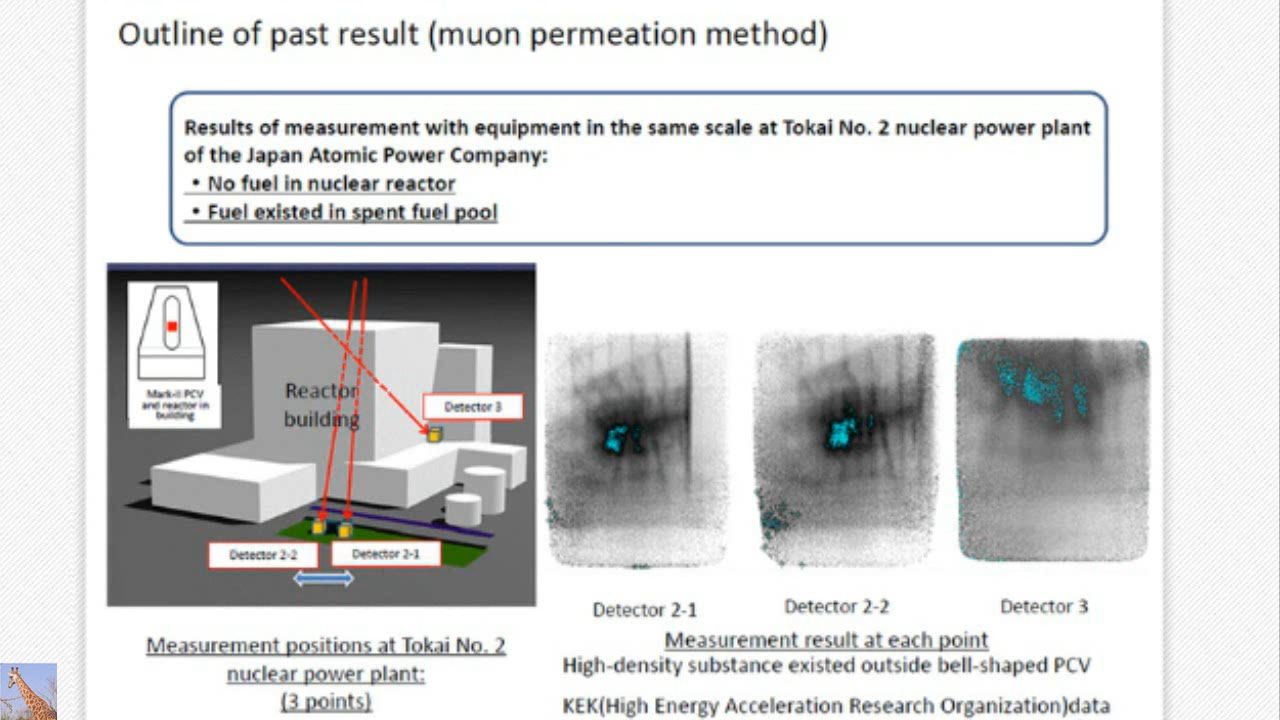 Outline of past result (muon permeation method)
Results of measurement with equipment in the same scale at Tokai No. 2 nuclear power plant
of the Japan Atomic Power Company:
• No fuel in nuclear reactor
• Fuel existed in spent fuel pool
Mark-II PCV
and reactor in
building
Reactor
building
Detector 3
Detector 2-2
Detector 2-1
Measurement positions at Tokai No. 2
nuclear power plant:
(3 points)
Detector 2-1
Detector 2-2
Detector 3
Measurement result at each point
High-density substance existed outside bell-shaped PCV
KEK(High Energy Acceleration Research Organization)data